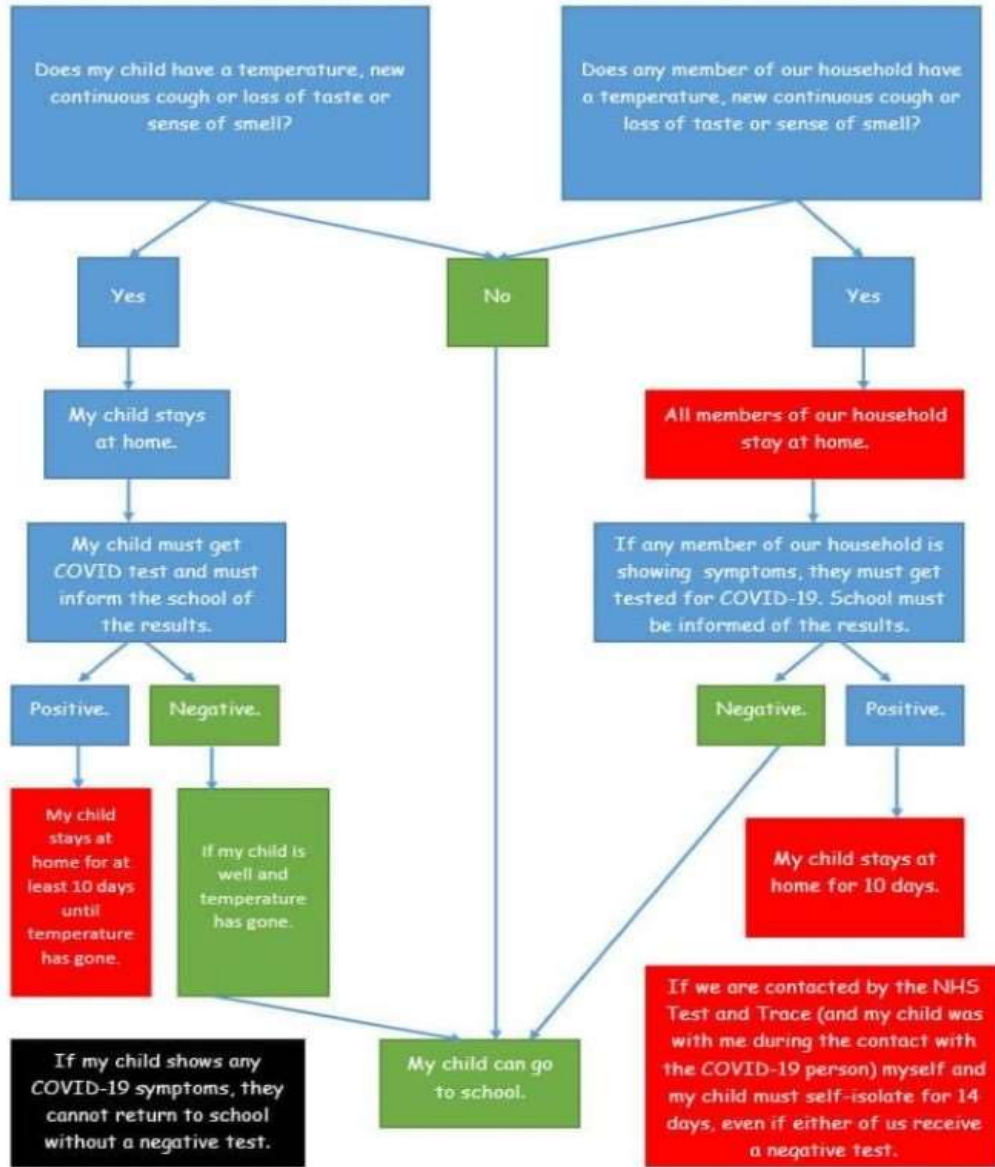 Does my child have a temperature, new
continuous cough or loss of taste or
sense of smell?
Does any member of our household have
a temperature, new continuous cough or
loss of taste or sense of smell?
Yes
No
Yes
My child stays
at home.
All members of our household
stay at home.
My child must get
COVID test and must
inform the school of
the results.
If any member of our household is
showing symptoms, they must get
tested for COVID-19. School must
be informed of the results.
Positive.
Negative.
Negative.
Positive.
My child
stays at
home for at
least 10 days
until
temperature
has gone.
If my child is
well and
temperature
has gone.
My child stays at
home for 10 days.
If my child shows any
COVID-19 symptoms, they
cannot return to school
without a negative test.
My child can go
to school.
If we are contacted by the NHS
Test and Trace (and my child was
with me during the contact with
the COVID-19 person) myself and
my child must self-isolate for 14
days, even if either of us receive
a negative test.